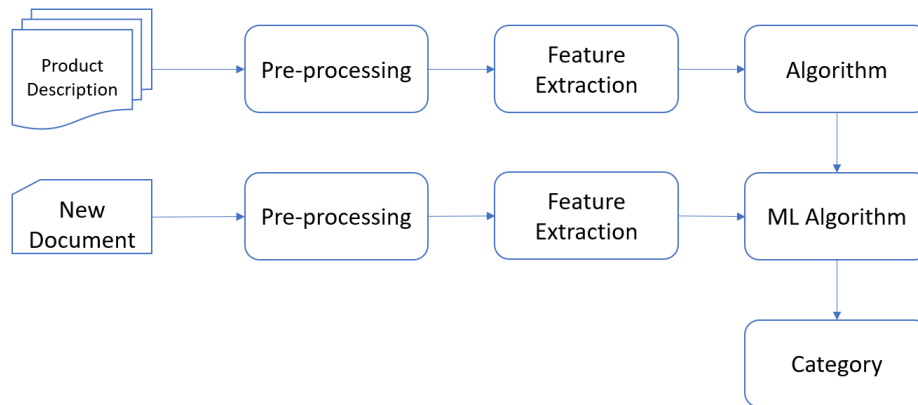 Product
Description
Pre-processing
Feature
Extraction
Algorithm
New
Document
Pre-processing
Feature
Extraction
ML Algorithm
Category